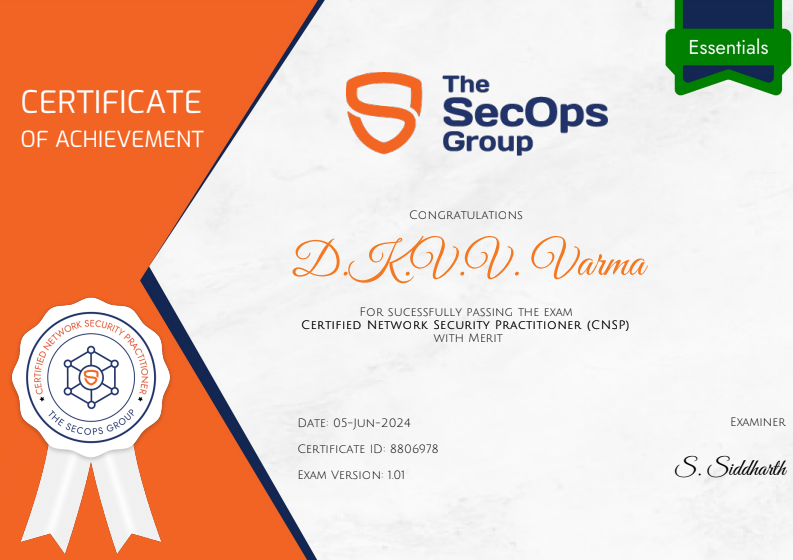 Essentials
CERTIFICATE
OF ACHIEVEMENT
The
SecOps
Group
Congratulations
D.K.V.V. Varma
For sucessfully passing the exam
Certified Network Security Practitioner (CNSP)
with Merit
CERTIFIED NETWORK SECURITY PRACTITIONER
THE SECOPS GROUP
Date: 05-Jun-2024
Certificate ID: 8806978
Exam Version: 1.01
Examiner
S. Siddharth